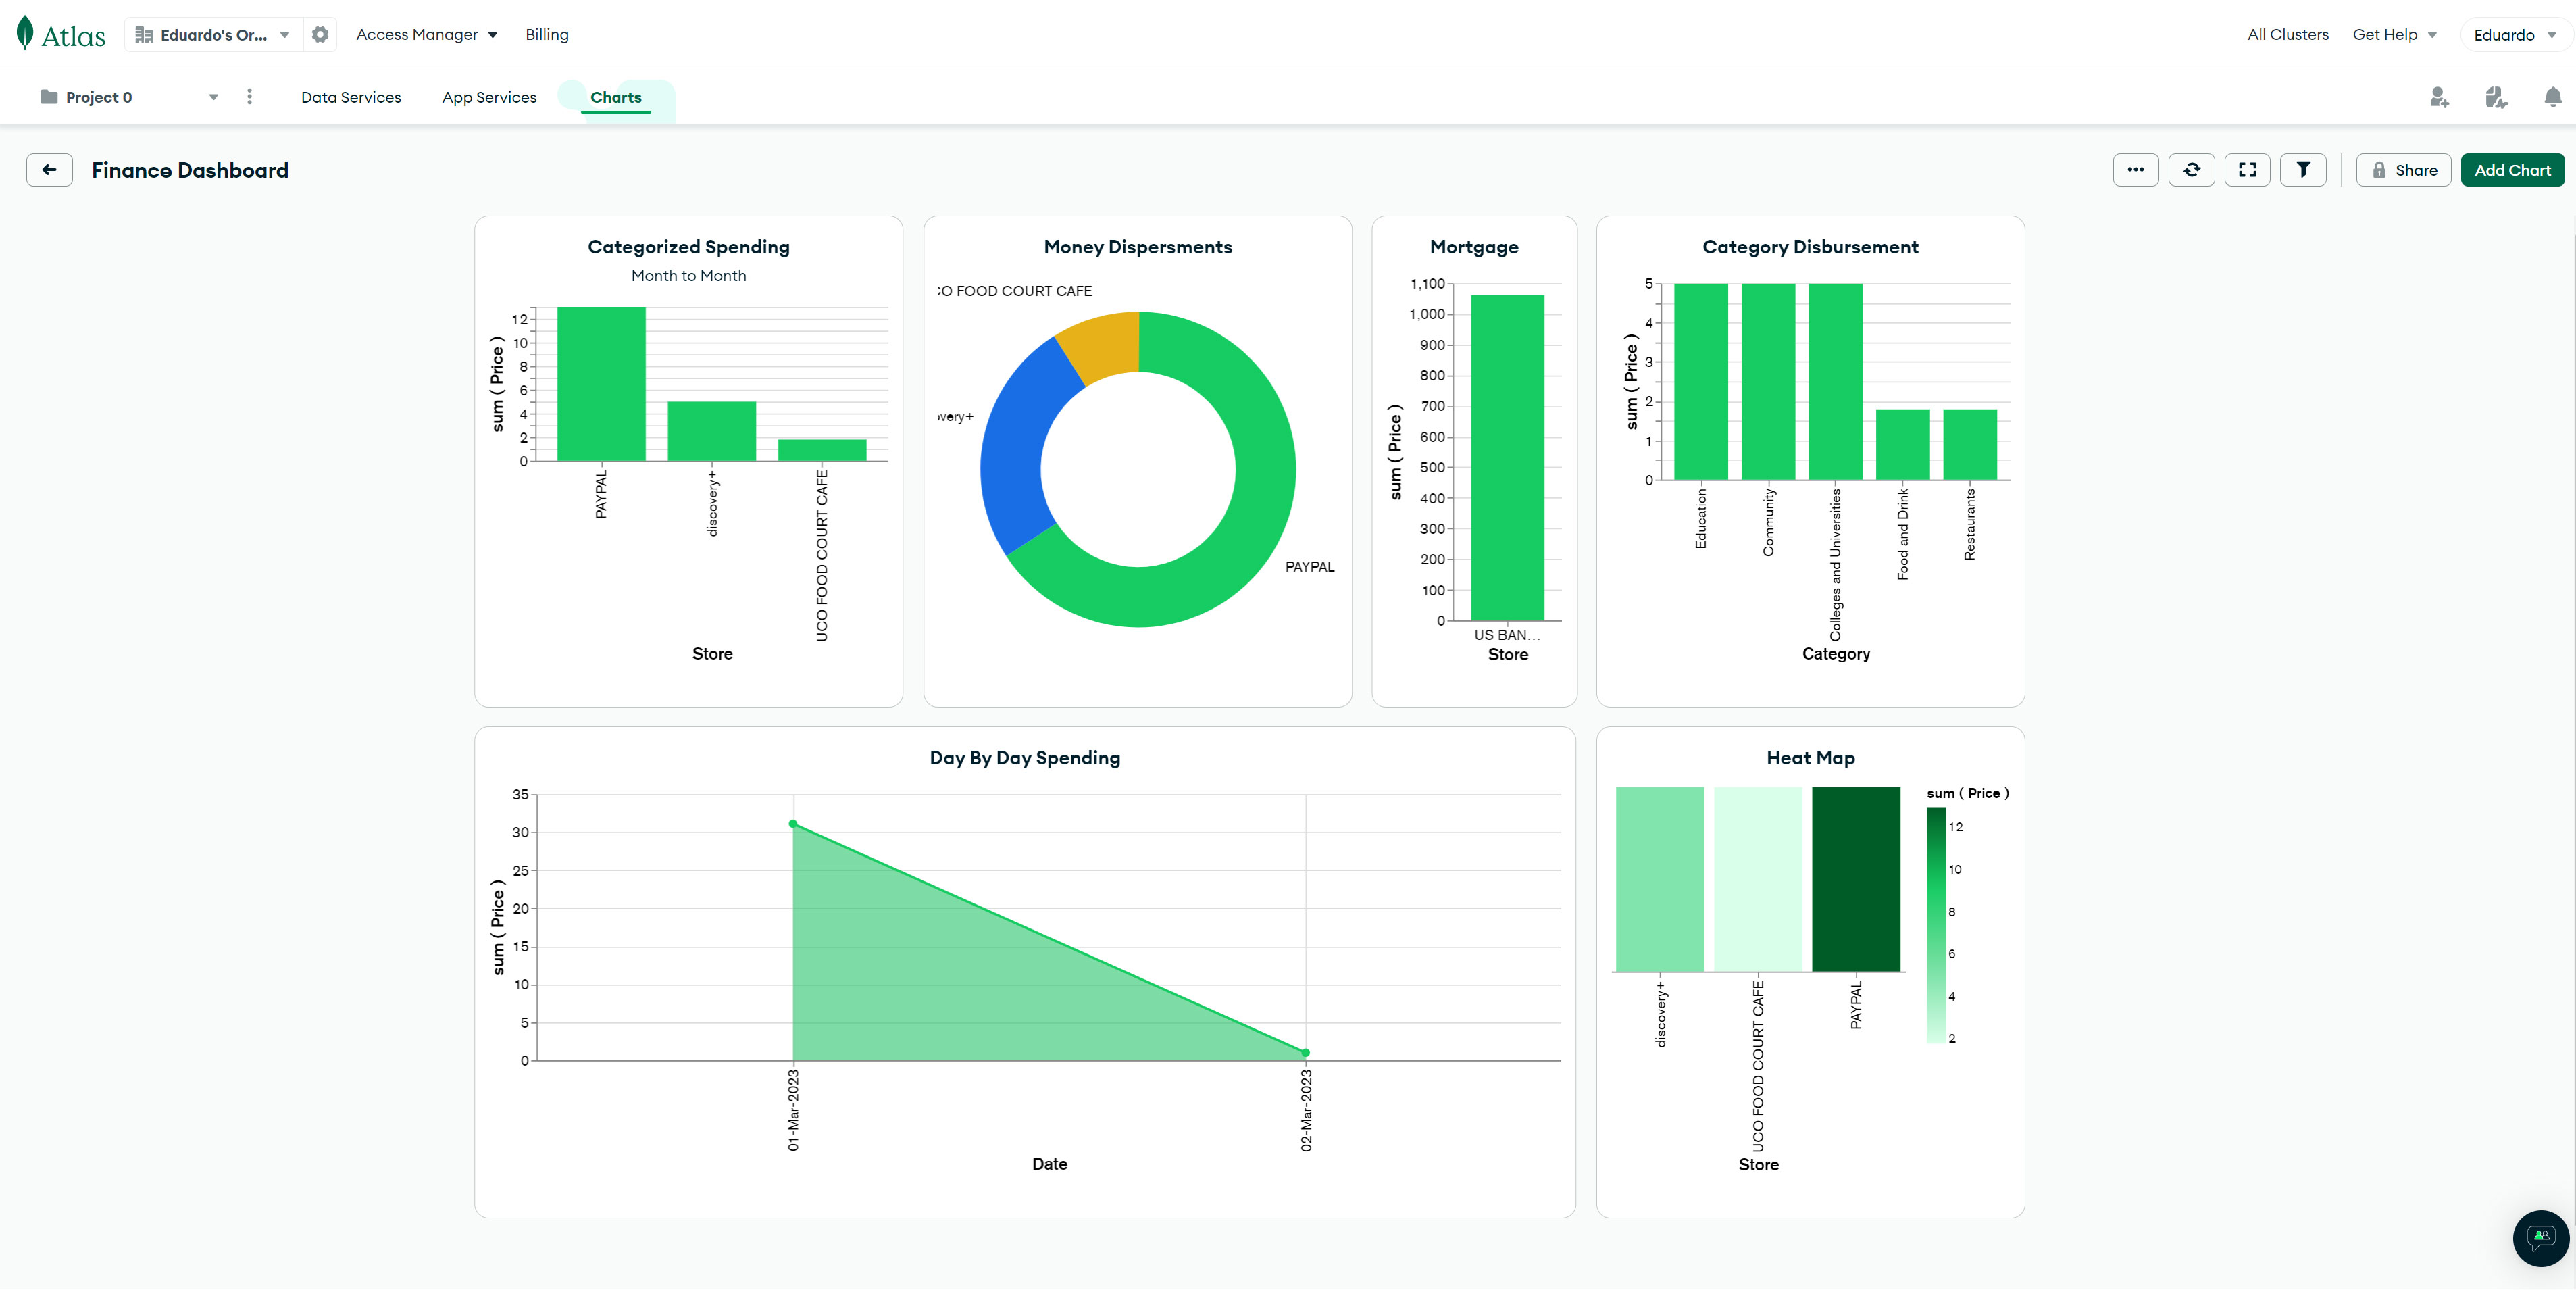 Atlas
Eduardo's Or...
Access Manager
Billing
All Clusters
Get Help
Eduardo
Project 0
Data Services
App Services
Charts
Finance Dashboard
Share
Add Chart
Categorized Spending
Month to Month
sum ( Price )
12
10
8
6
4
2
0
PAYPAL
discovery+
UCO FOOD COURT CAFE
Store
Money Dispersments
CO FOOD COURT CAFE
very+
PAYPAL
Mortgage
sum ( Price )
1,100
1,000
900
800
700
600
500
400
300
200
100
0
US BAN...
Store
Category Disbursement
sum ( Price )
5
4
3
2
1
0
Education
Community
Colleges and Universities
Food and Drink
Restaurants
Category
Day By Day Spending
sum ( Price )
35
30
25
20
15
10
5
0
01-Mar-2023
02-Mar-2023
Date
Heat Map
discovery+
UCO FOOD COURT CAFE
PAYPAL
Store
sum ( Price )
12
10
8
6
4
2